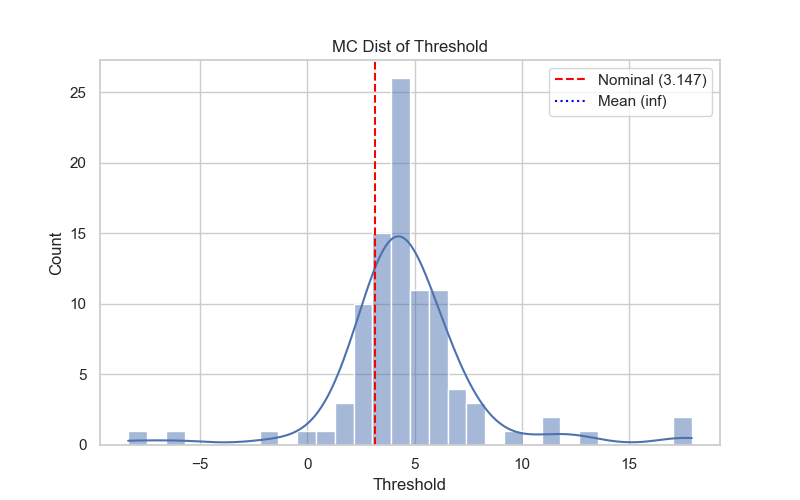 MC Dist of Threshold
Nominal (3.147)
Mean (inf)
Count
25
20
15
10
5
0
−5
0
5
10
15
Threshold